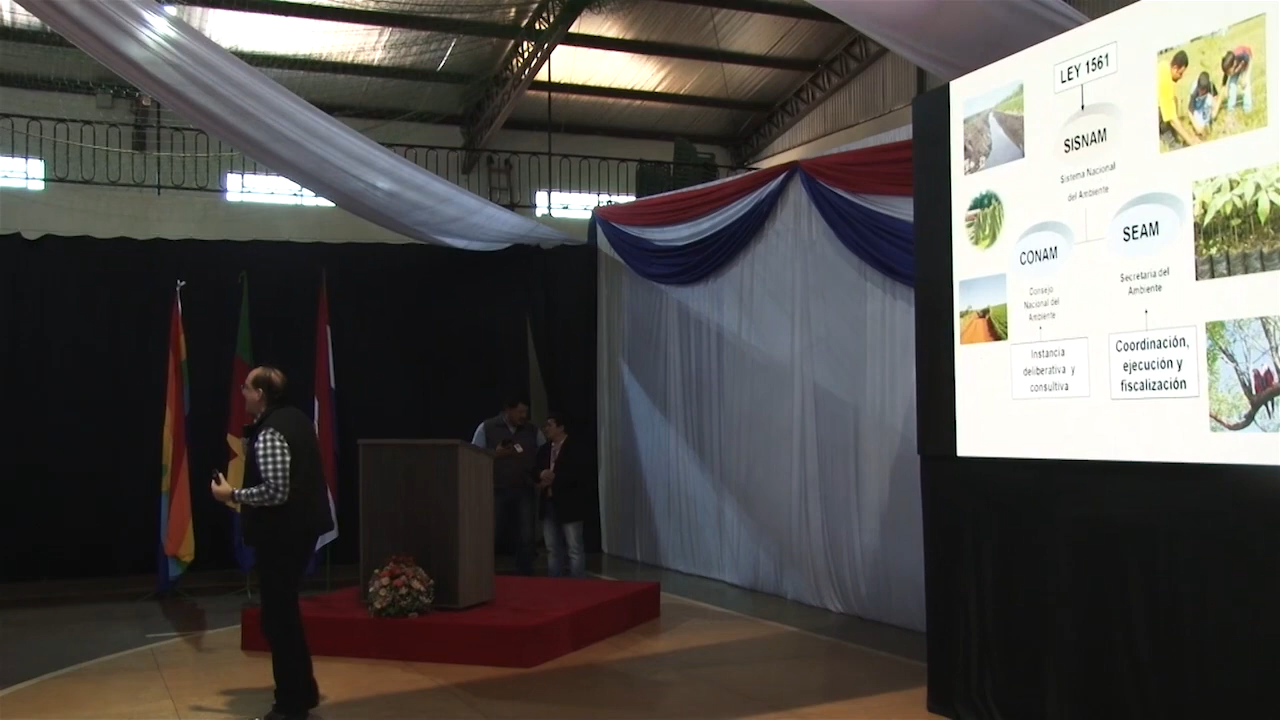 LEY 1561
SISNAM
Sistema Nacional
del Ambiente
CONAM
Consejo
Nacional del
Ambiente
Instancia
deliberativa y
consultiva
SEAM
Secretaria del
Ambiente
Coordinación,
ejecución y
fiscalización